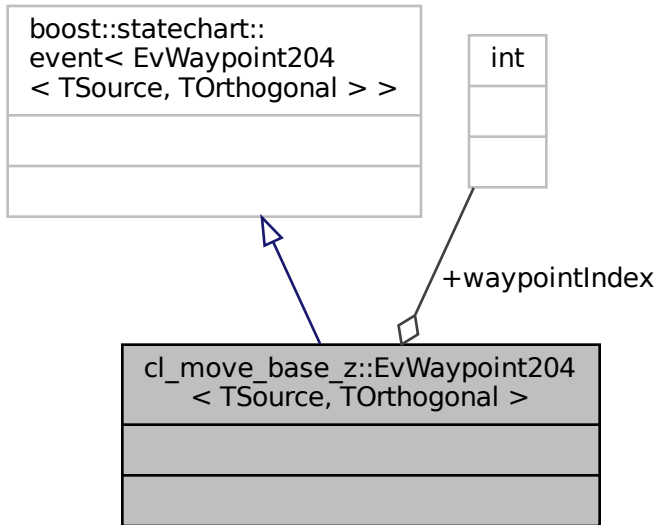 boost::statechart::
event< EvWaypoint204
< TSource, TOrthogonal > >
int
+waypointIndex
cl_move_base_z::EvWaypoint204
< TSource, TOrthogonal >